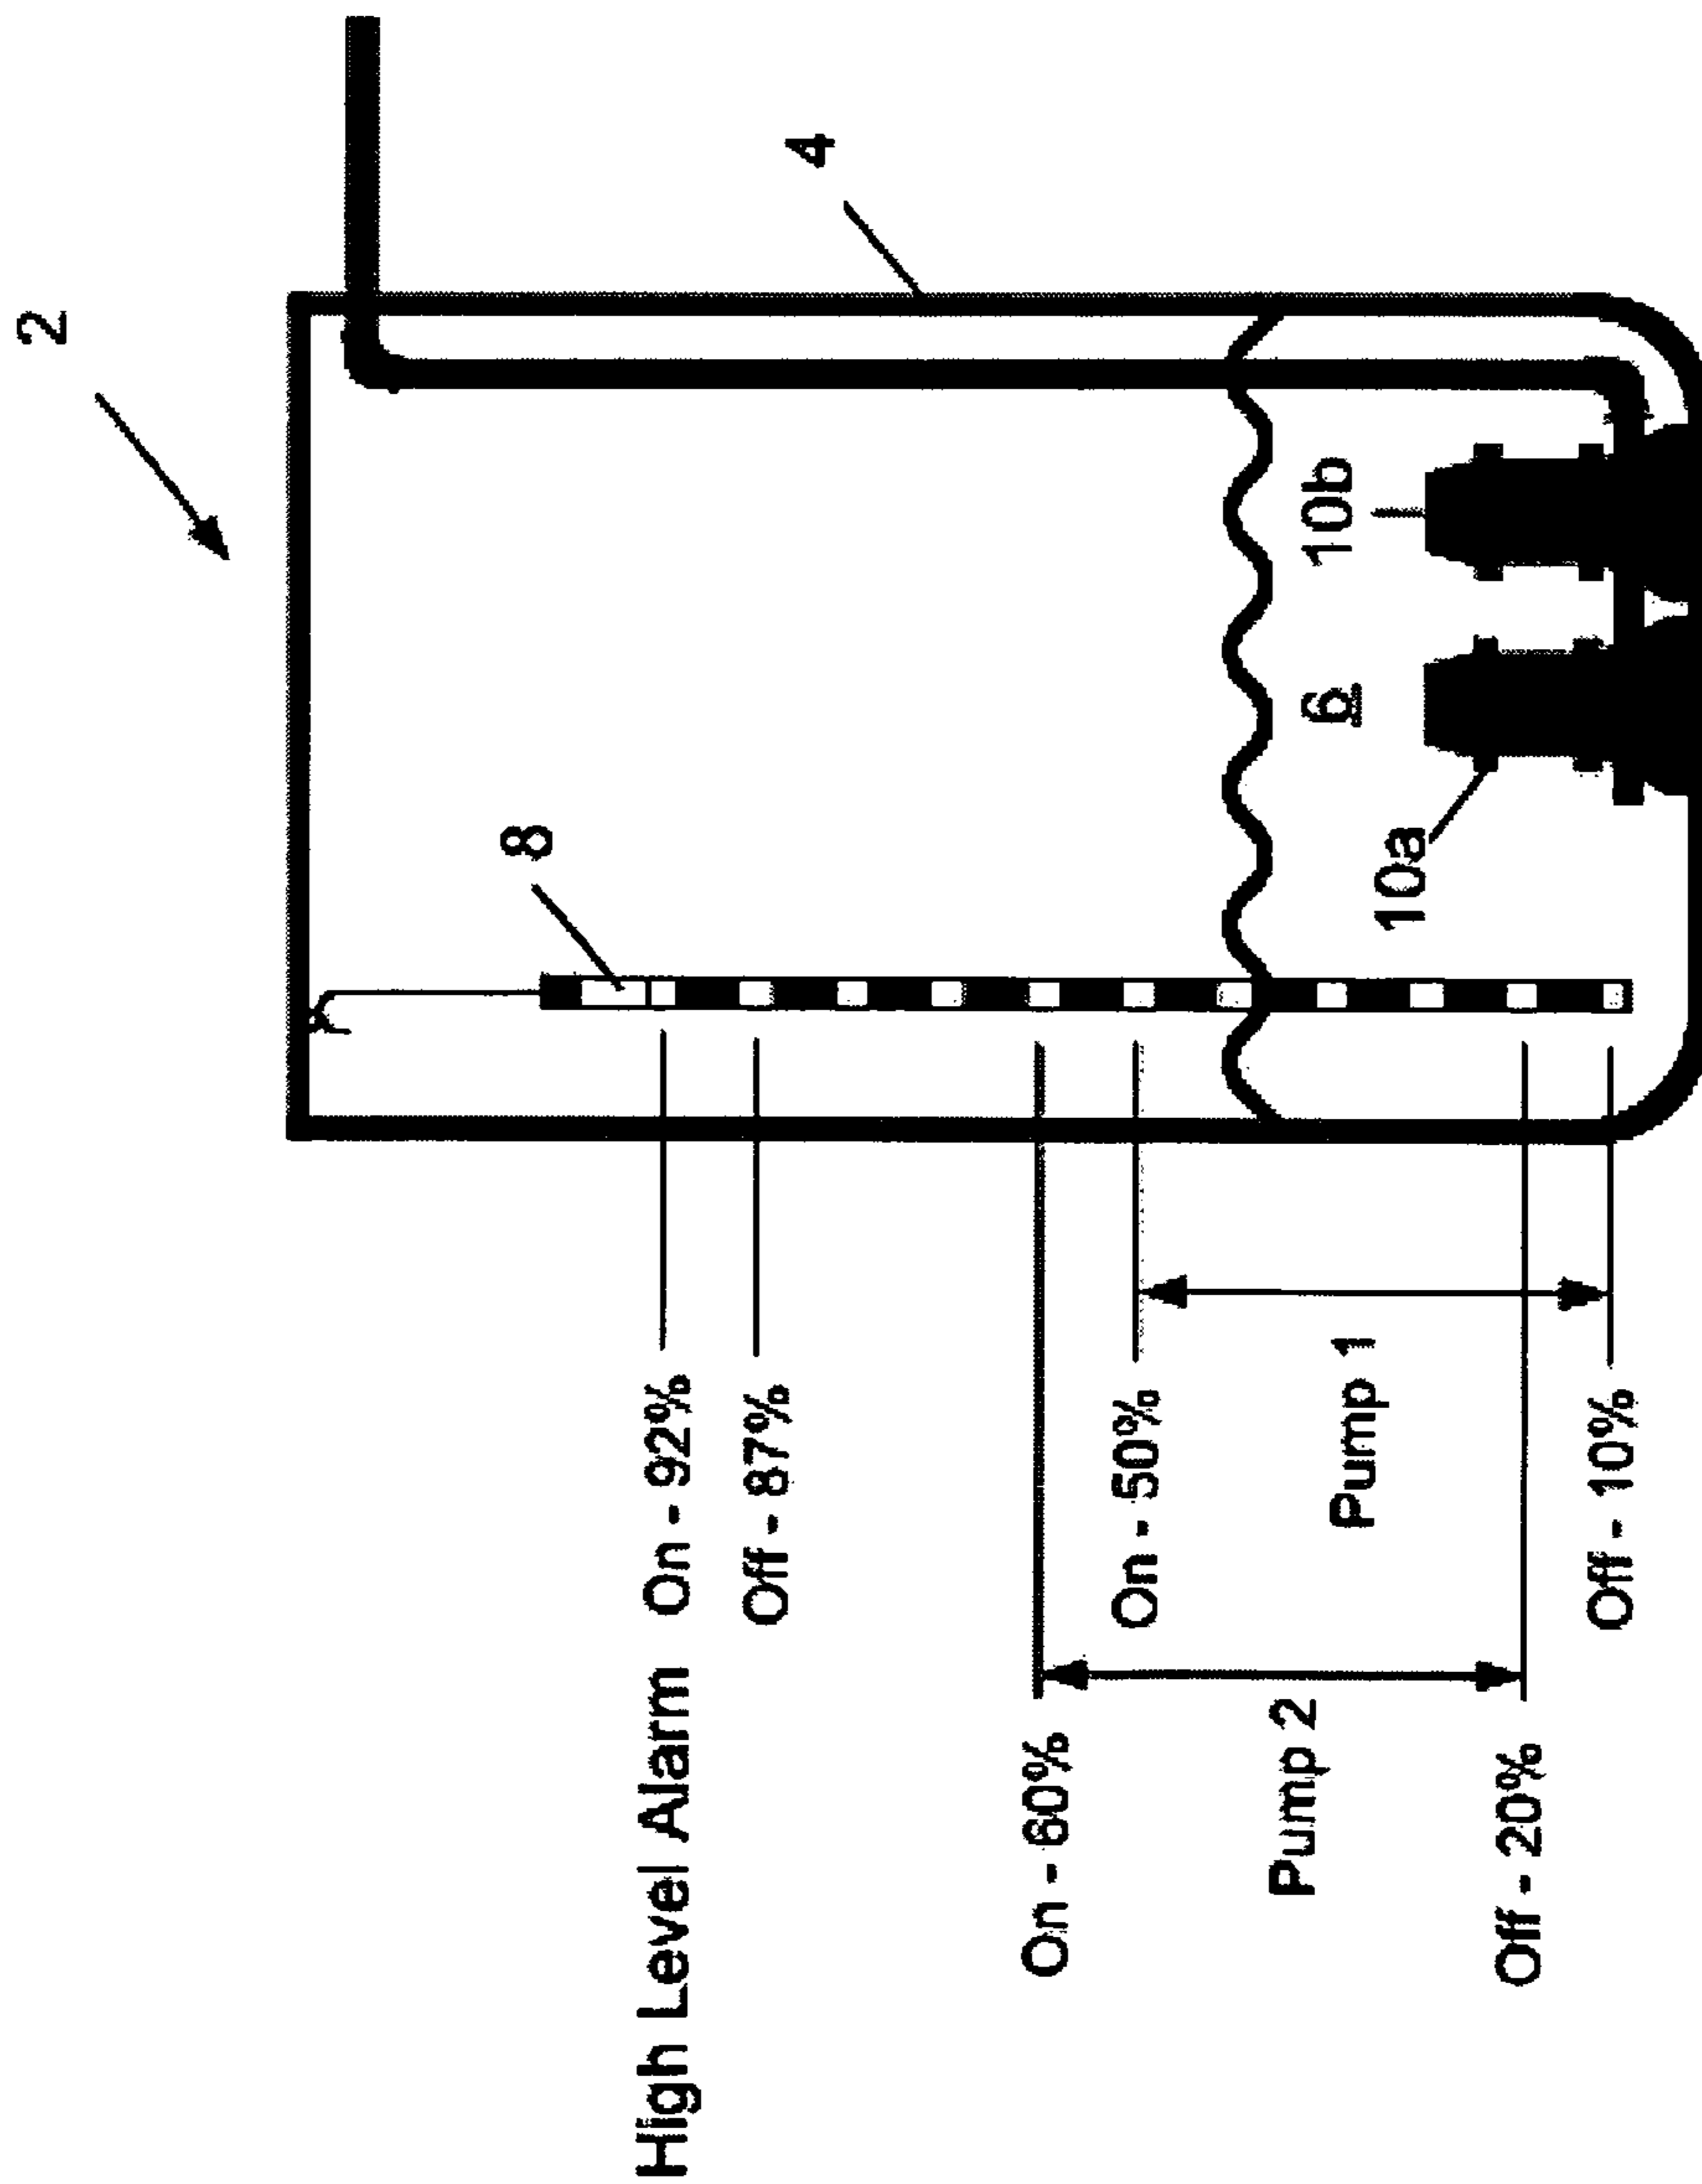 2
4
8
High Level Alarm On - 92%
Off - 87%
On - 60%
On - 50%
Pump 2
Pump 1
Off - 20%
Off - 10%
10b
6
10a